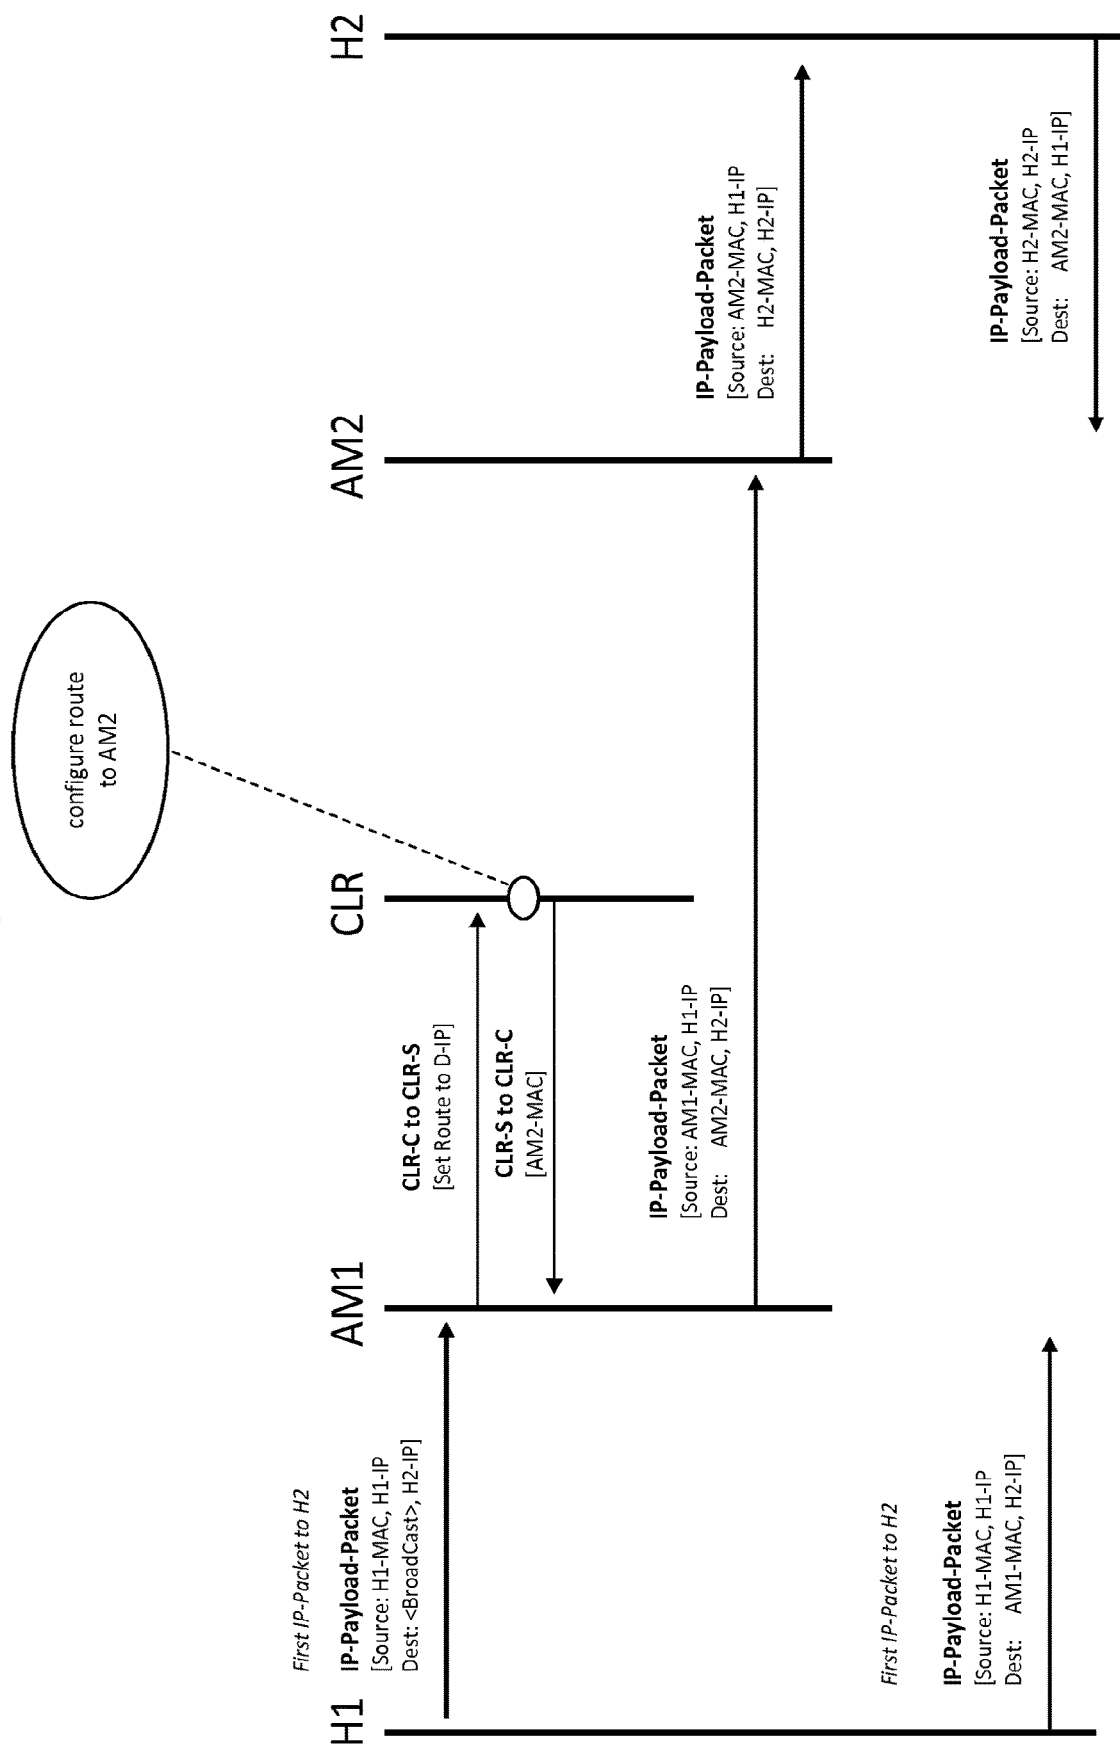 configure route
to AM2
H1
AM1
CLR
AM2
H2
First IP-Packet to H2
IP-Payload-Packet
[Source: H1-MAC, H1-IP
Dest: <BroadCast>, H2-IP]
CLR-C to CLR-S
[Set Route to D-IP]
CLR-S to CLR-C
[AM2-MAC]
IP-Payload-Packet
[Source: AM1-MAC, H1-IP
Dest: AM2-MAC, H2-IP]
IP-Payload-Packet
[Source: AM2-MAC, H1-IP
Dest: H2-MAC, H2-IP]
First IP-Packet to H2
IP-Payload-Packet
[Source: H1-MAC, H1-IP
Dest: AM1-MAC, H2-IP]
IP-Payload-Packet
[Source: H2-MAC, H2-IP
Dest: AM2-MAC, H1-IP]